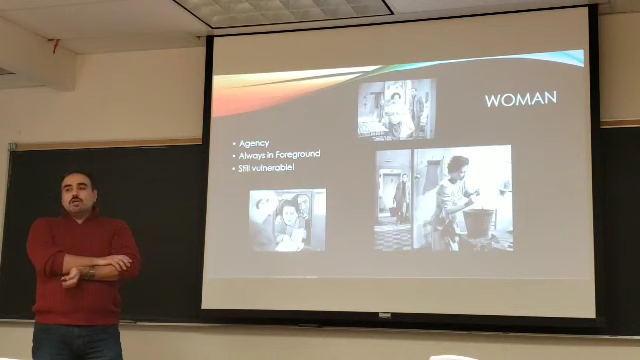 WOMAN
• Agency
• Always in Foreground
• Still vulnerable!